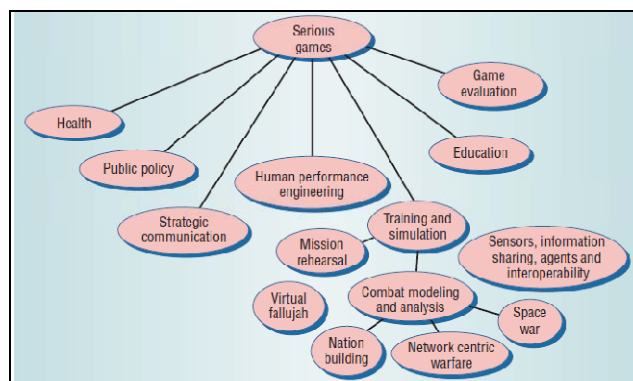 Serious
games
Game
evaluation
Health
Education
Public policy
Human performance
engineering
Strategic
communication
Training and
simulation
Mission
rehearsal
Sensors, information
sharing, agents and
interoperability
Virtual
fallujah
Combat modeling
and analysis
Space
war
Nation
building
Network centric
warfare